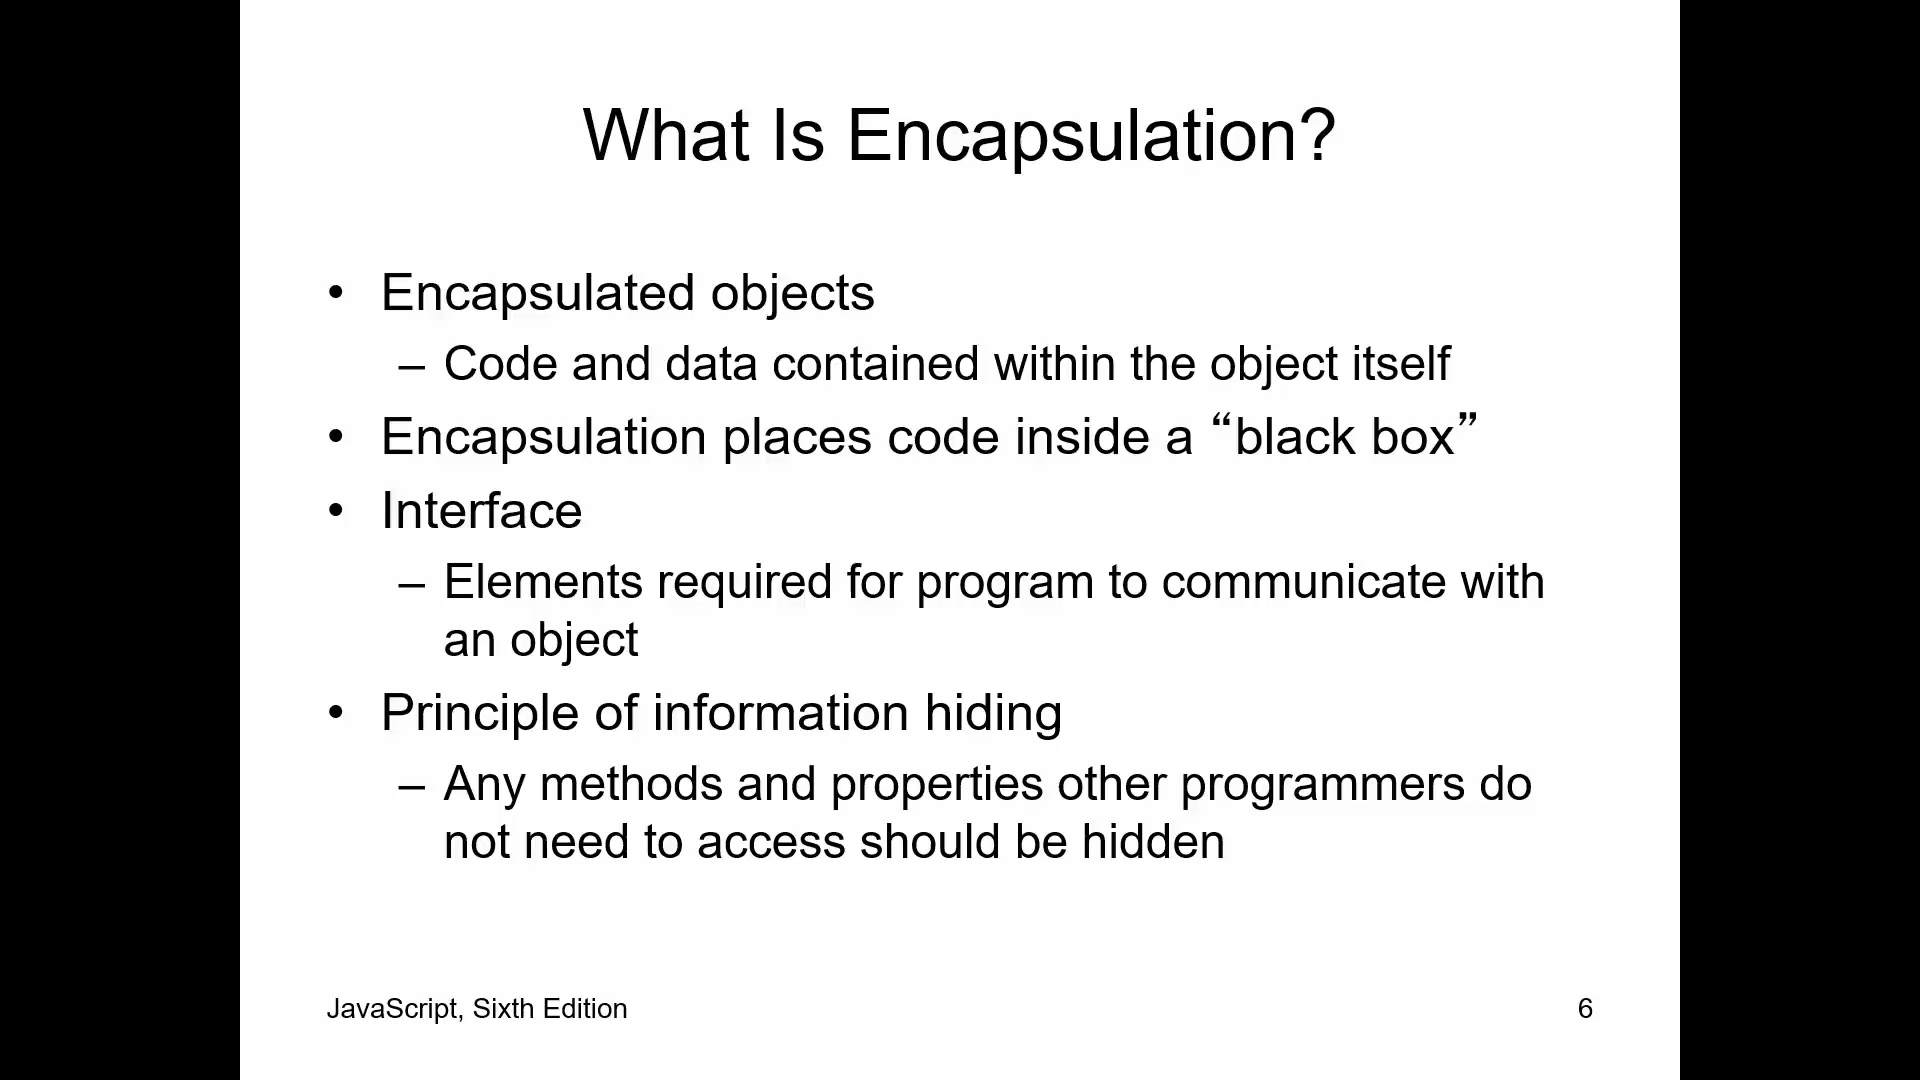 What Is Encapsulation?
• Encapsulated objects
– Code and data contained within the object itself
• Encapsulation places code inside a “black box”
• Interface
– Elements required for program to communicate with
an object
• Principle of information hiding
– Any methods and properties other programmers do
not need to access should be hidden
JavaScript, Sixth Edition
6